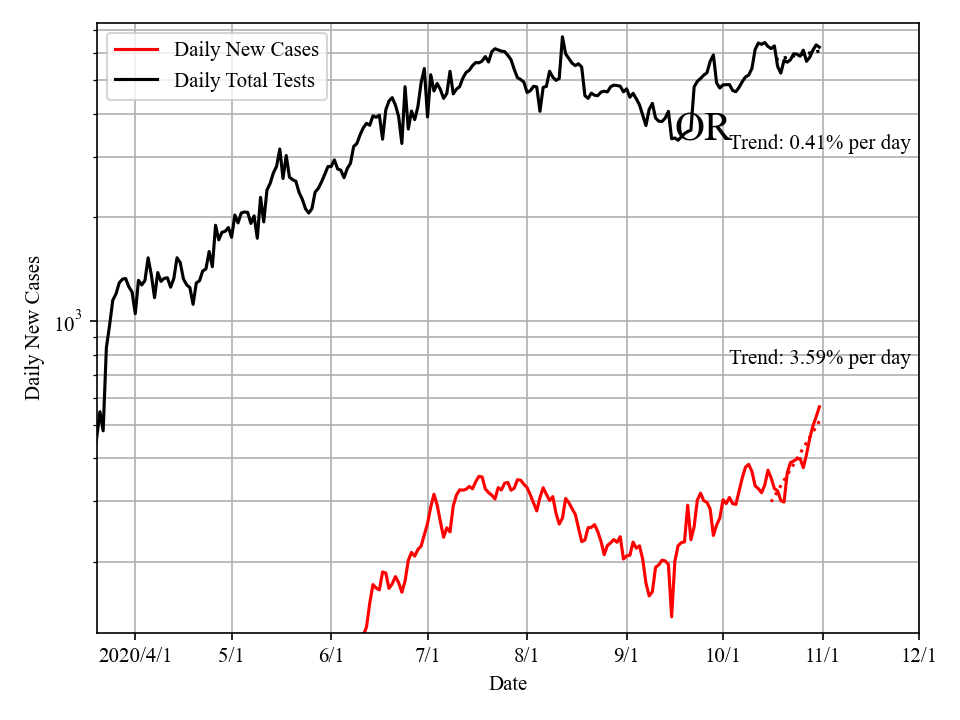 Daily New Cases
Daily Total Tests
OR
Trend: 0.41% per day
Trend: 3.59% per day
Daily New Cases
10³
2020/4/1 5/1 6/1 7/1 8/1 9/1 10/1 11/1 12/1
Date